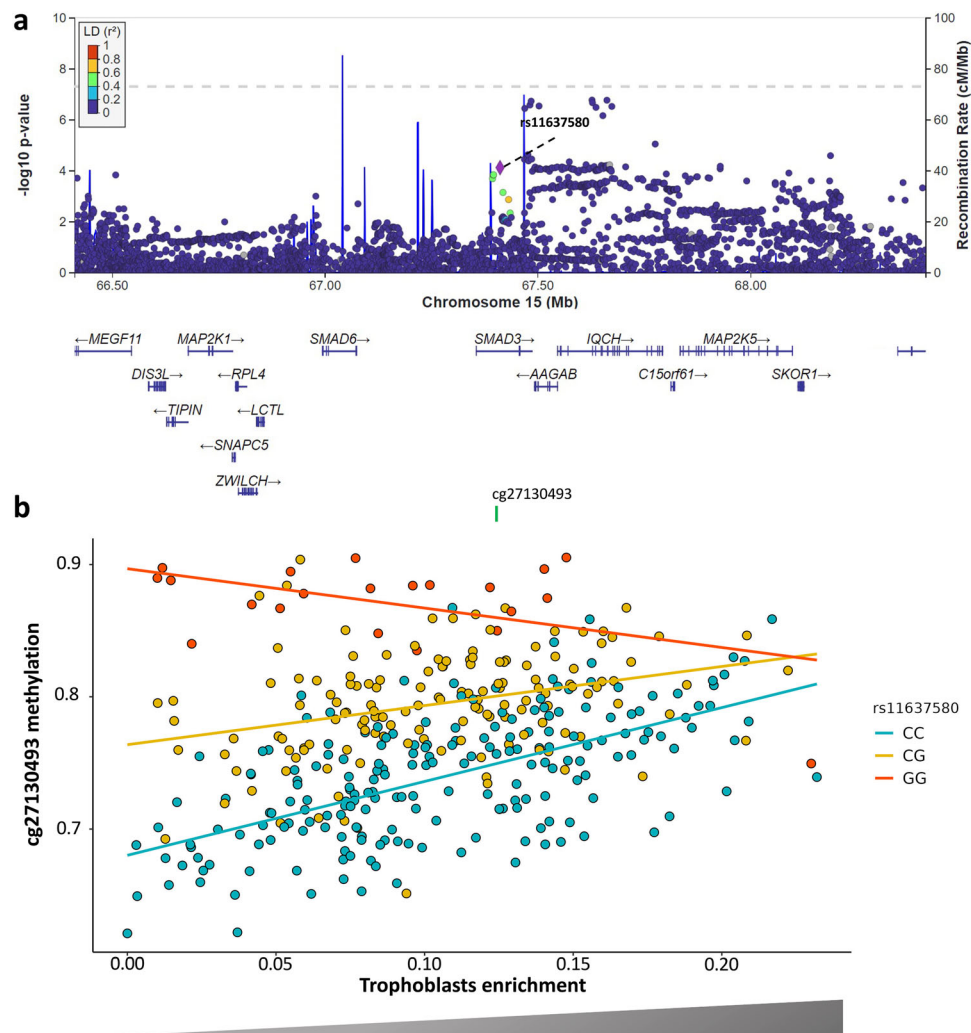 a
LD (r²)
1
0.8
0.6
0.4
0.2
0
10
8
6
4
2
0
-log10 p-value
100
80
60
40
20
0
Recombination Rate (cM/Mb)
rs11637580
66.50 67.00 67.50 68.00
Chromosome 15 (Mb)
←MEGF11 MAP2K1→ SMAD6→ SMAD3→ IQCH→ MAP2K5→
DIS3L→ ←RPL4 ←AAGAB C15orf61→ SKOR1→
←TIPIN ←LCTL
←SNAPC5
ZWILCH→
b
cg27130493
0.9
0.8
0.7
cg27130493 methylation
0.00 0.05 0.10 0.15 0.20
Trophoblasts enrichment
rs11637580
CC
CG
GG